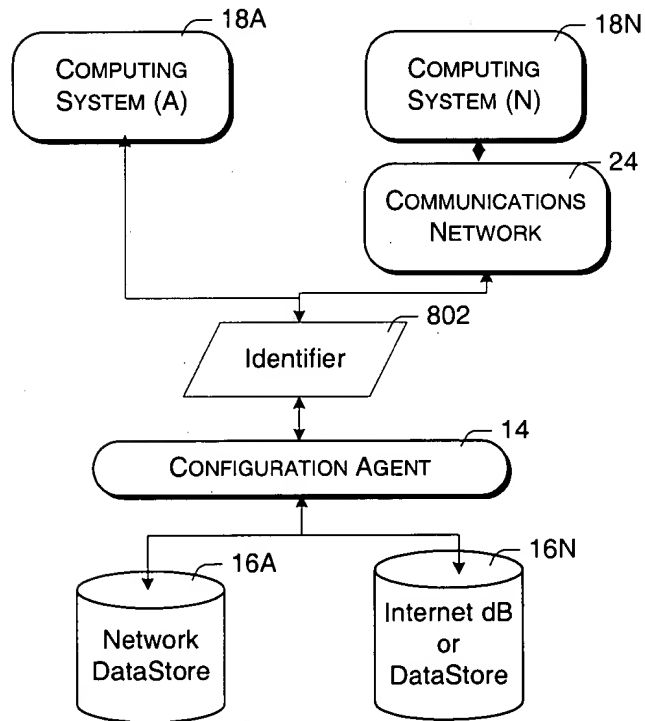 18A
COMPUTING
SYSTEM (A)
18N
COMPUTING
SYSTEM (N)
24
COMMUNICATIONS
NETWORK
802
Identifier
14
CONFIGURATION AGENT
16A
Network
DataStore
16N
Internet dB
or
DataStore